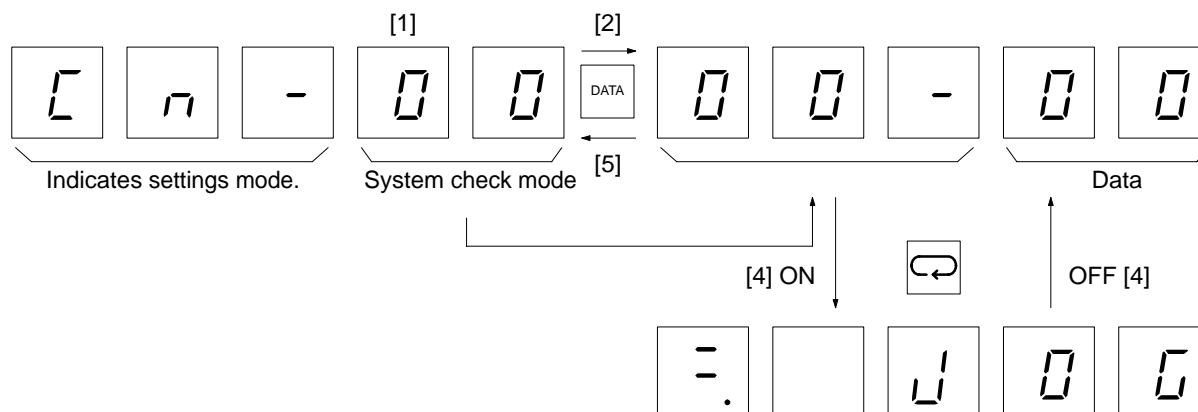 [1] [2]
C n - 0 0 DATA 0 0 - 0 0
[5]
Indicates settings mode. System check mode Data
[4] ON OFF [4]
J 0 G